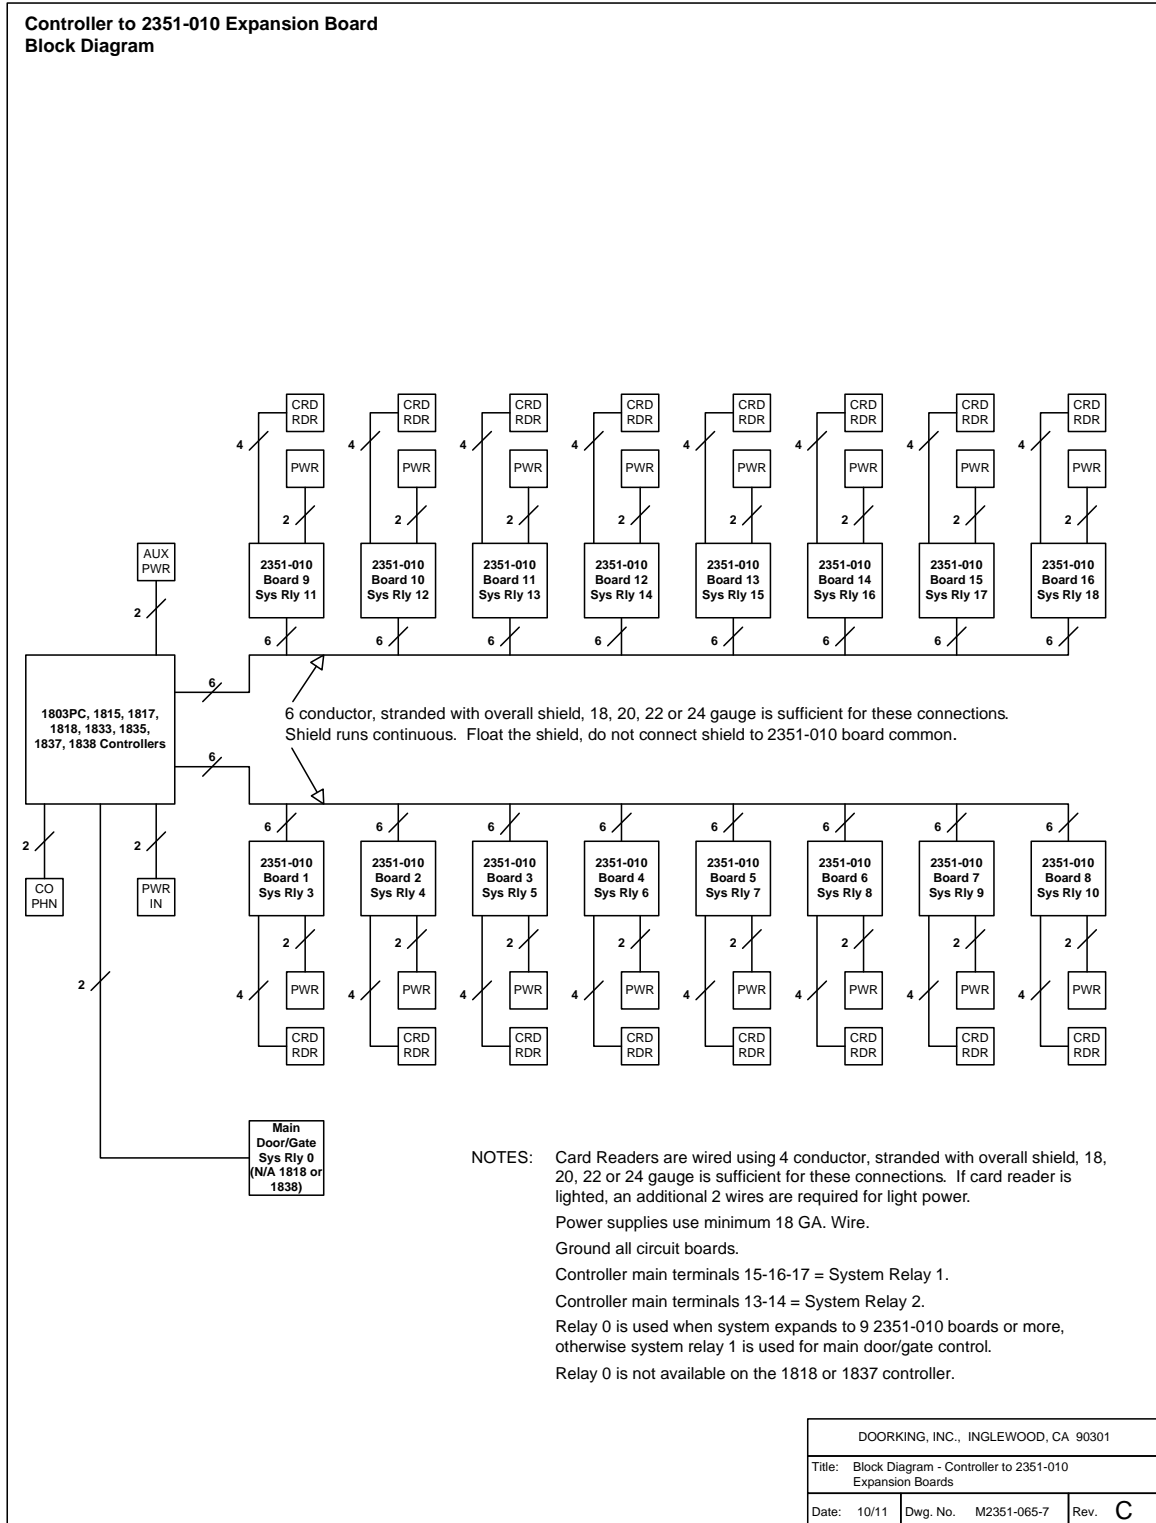 Controller to 2351-010 Expansion Board
Block Diagram
CRD
RDR
CRD
RDR
CRD
RDR
CRD
RDR
CRD
RDR
CRD
RDR
CRD
RDR
CRD
RDR
4
4
4
4
4
4
4
4
PWR
PWR
PWR
PWR
PWR
PWR
PWR
PWR
2
2
2
2
2
2
2
2
AUX
PWR
2
2351-010
Board 9
Sys Rly 11
2351-010
Board 10
Sys Rly 12
2351-010
Board 11
Sys Rly 13
2351-010
Board 12
Sys Rly 14
2351-010
Board 13
Sys Rly 15
2351-010
Board 14
Sys Rly 16
2351-010
Board 15
Sys Rly 17
2351-010
Board 16
Sys Rly 18
6
6
6
6
6
6
6
6
6
1803PC, 1815, 1817,
1818, 1833, 1835,
1837, 1838 Controllers
6 conductor, stranded with overall shield, 18, 20, 22 or 24 gauge is sufficient for these connections.
Shield runs continuous. Float the shield, do not connect shield to 2351-010 board common.
6
6
6
6
6
6
6
6
6
2
2
CO
PHN
PWR
IN
2351-010
Board 1
Sys Rly 3
2351-010
Board 2
Sys Rly 4
2351-010
Board 3
Sys Rly 5
2351-010
Board 4
Sys Rly 6
2351-010
Board 5
Sys Rly 7
2351-010
Board 6
Sys Rly 8
2351-010
Board 7
Sys Rly 9
2351-010
Board 8
Sys Rly 10
2
2
2
2
2
2
2
2
2
4
4
4
4
4
4
4
4
PWR
PWR
PWR
PWR
PWR
PWR
PWR
PWR
CRD
RDR
CRD
RDR
CRD
RDR
CRD
RDR
CRD
RDR
CRD
RDR
CRD
RDR
CRD
RDR
Main
Door/Gate
Sys Rly 0
(N/A 1818 or
1838)
NOTES: Card Readers are wired using 4 conductor, stranded with overall shield, 18,
20, 22 or 24 gauge is sufficient for these connections. If card reader is
lighted, an additional 2 wires are required for light power.
Power supplies use minimum 18 GA. Wire.
Ground all circuit boards.
Controller main terminals 15-16-17 = System Relay 1.
Controller main terminals 13-14 = System Relay 2.
Relay 0 is used when system expands to 9 2351-010 boards or more,
otherwise system relay 1 is used for main door/gate control.
Relay 0 is not available on the 1818 or 1837 controller.
DOORKING, INC., INGLEWOOD, CA 90301
Title: Block Diagram - Controller to 2351-010
Expansion Boards
Date: 10/11 Dwg. No. M2351-065-7 Rev. C